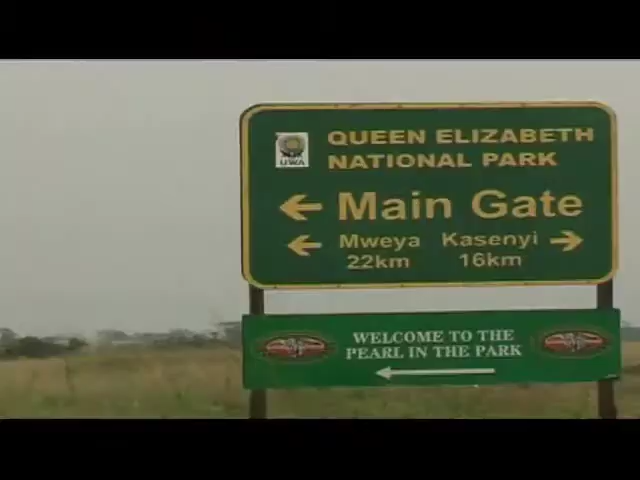 UWA
QUEEN ELIZABETH
NATIONAL PARK
Main Gate
Mweya Kasenyi
22km 16km
WELCOME TO THE
PEARL IN THE PARK